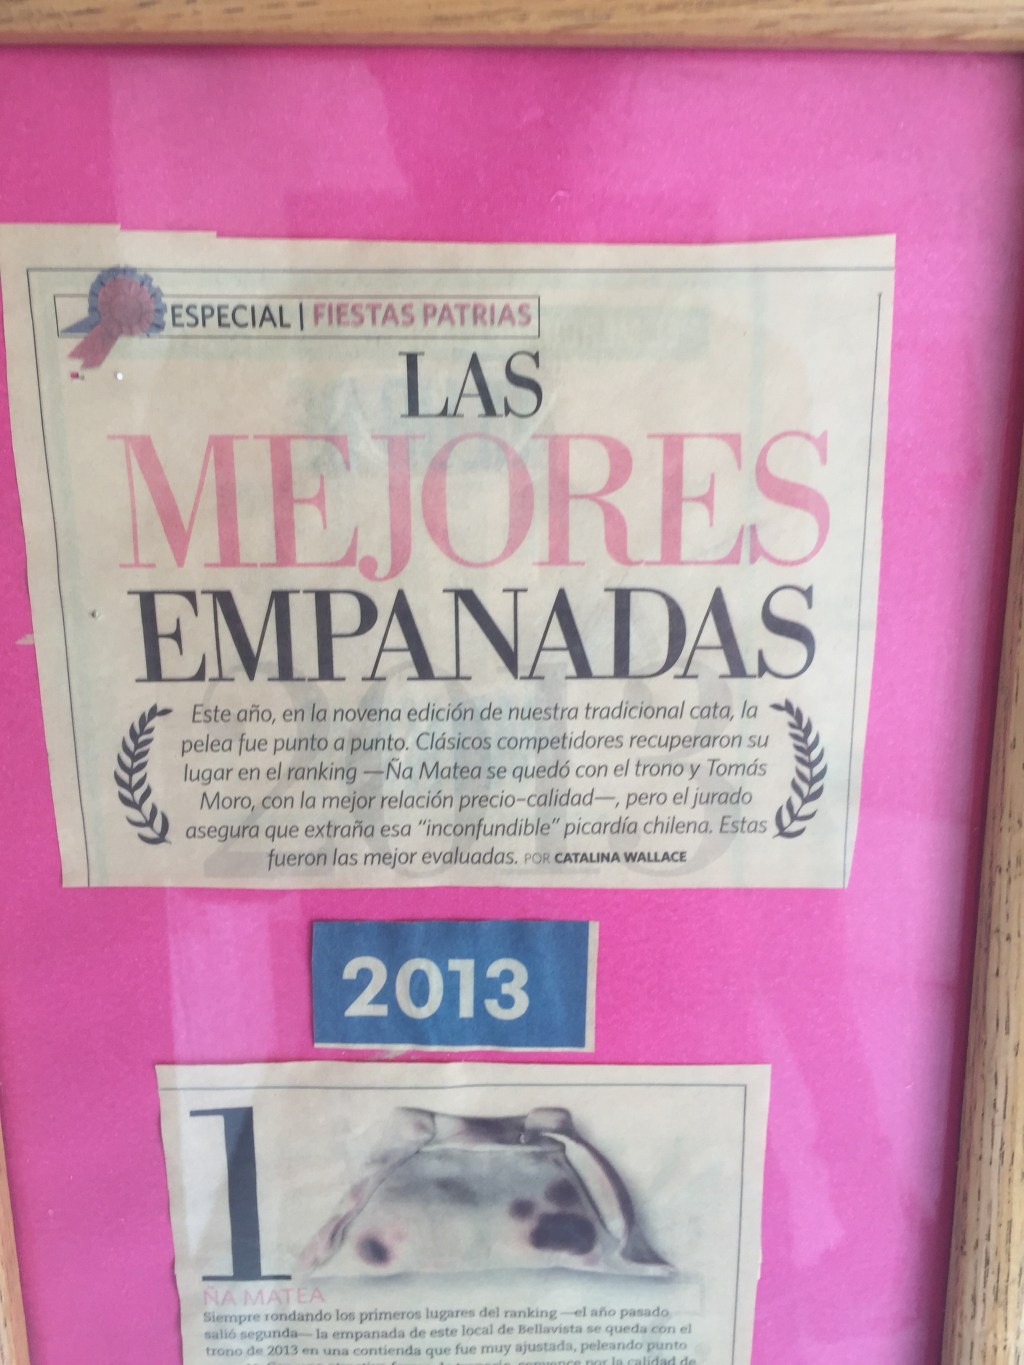 ESPECIAL | FIESTAS PATRIAS
LAS
MEJORES
EMPANADAS
Este año, en la novena edición de nuestra tradicional cata, la
pelea fue punto a punto. Clásicos competidores recuperaron su
lugar en el ranking —Ña Matea se quedó con el trono y Tomás
Moro, con la mejor relación precio-calidad—, pero el jurado
asegura que extraña esa "inconfundible" picardía chilena. Estas
fueron las mejor evaluadas. POR CATALINA WALLACE
2013
1
ÑA MATEA
Siempre rondando los primeros lugares del ranking —el año pasado
salió segunda— la empanada de este local de Bellavista se queda con el
trono de 2013 en una contienda que fue muy ajustada, peleando punto
convence por la calidad de